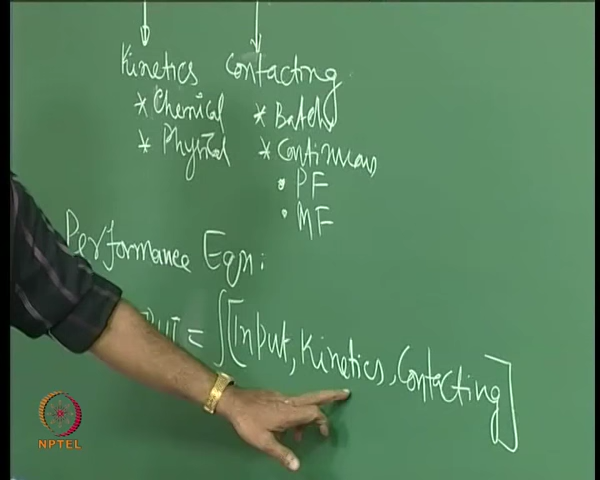 Kinetics Contacting
* Chemical * Batch
* Physical * Continuous
• PF
• MF
Performance Eqn:
= ∫[Input, Kinetics, Contacting]
NPTEL